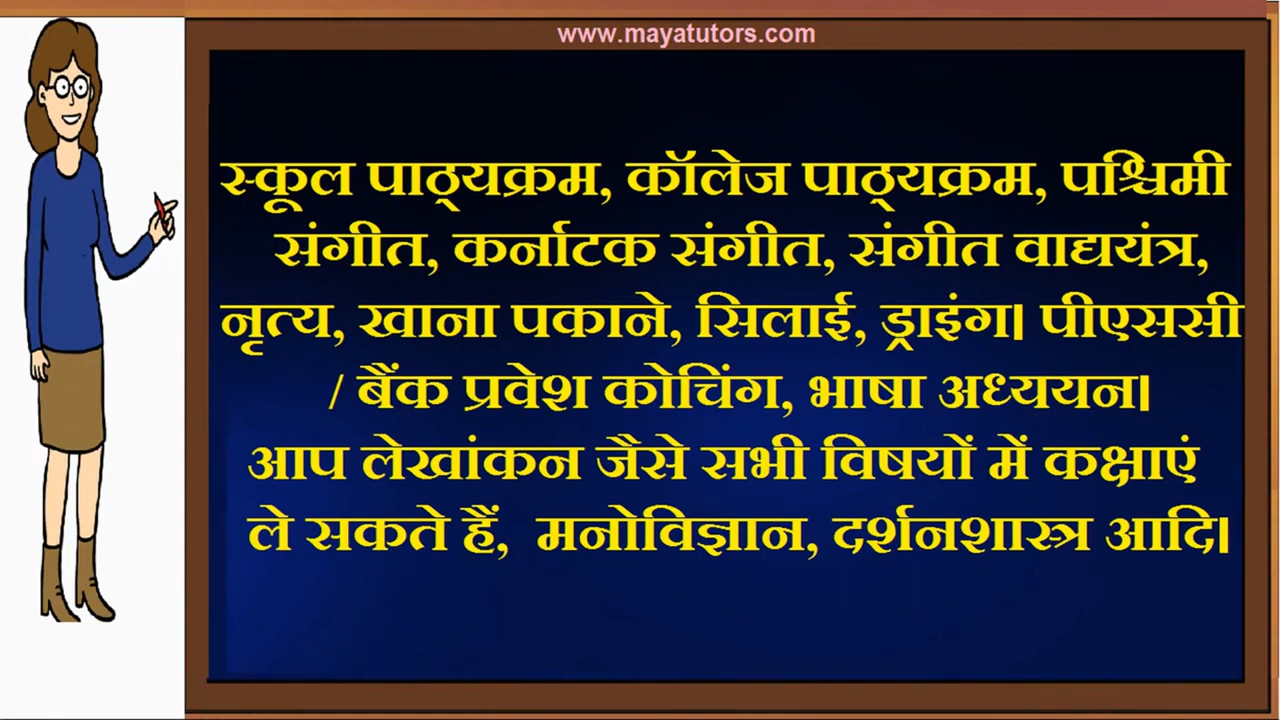 www.mayatutors.com
स्कूल पाठ्यक्रम, कॉलेज पाठ्यक्रम, पश्चिमी
संगीत, कर्नाटक संगीत, संगीत वाद्ययंत्र,
नृत्य, खाना पकाने, सिलाई, ड्राइंग। पीएससी
/ बैंक प्रवेश कोचिंग, भाषा अध्ययन।
आप लेखांकन जैसे सभी विषयों में कक्षाएं
ले सकते हैं, मनोविज्ञान, दर्शनशास्त्र आदि।